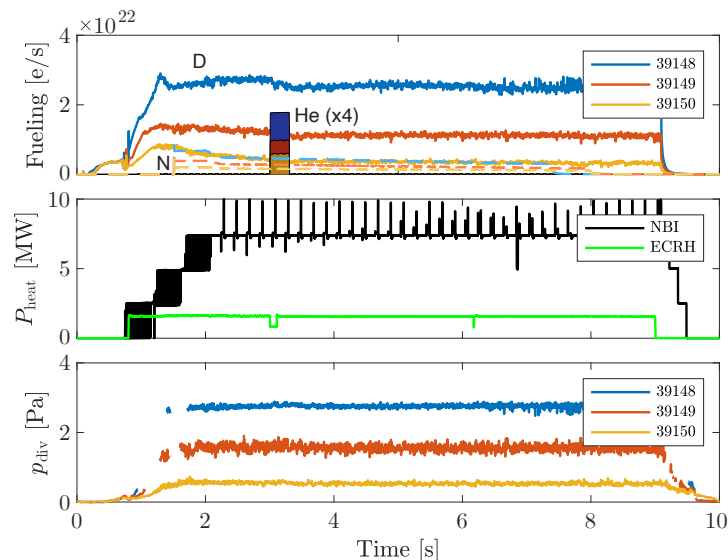 ×10^22
4
2
0
Fueling [e/s]
D
He (x4)
N
39148
39149
39150
10
5
0
P_heat [MW]
NBI
ECRH
4
2
0
p_div [Pa]
39148
39149
39150
0 2 4 6 8 10
Time [s]